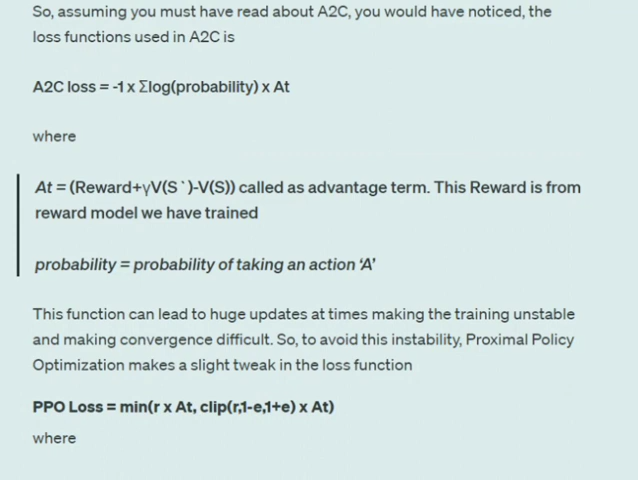 So, assuming you must have read about A2C, you would have noticed, the
loss functions used in A2C is
A2C loss = -1 x Σlog(probability) x At
where
At = (Reward+γV(S`)-V(S)) called as advantage term. This Reward is from
reward model we have trained
probability = probability of taking an action ‘A’
This function can lead to huge updates at times making the training unstable
and making convergence difficult. So, to avoid this instability, Proximal Policy
Optimization makes a slight tweak in the loss function
PPO Loss = min(r x At, clip(r,1-e,1+e) x At)
where